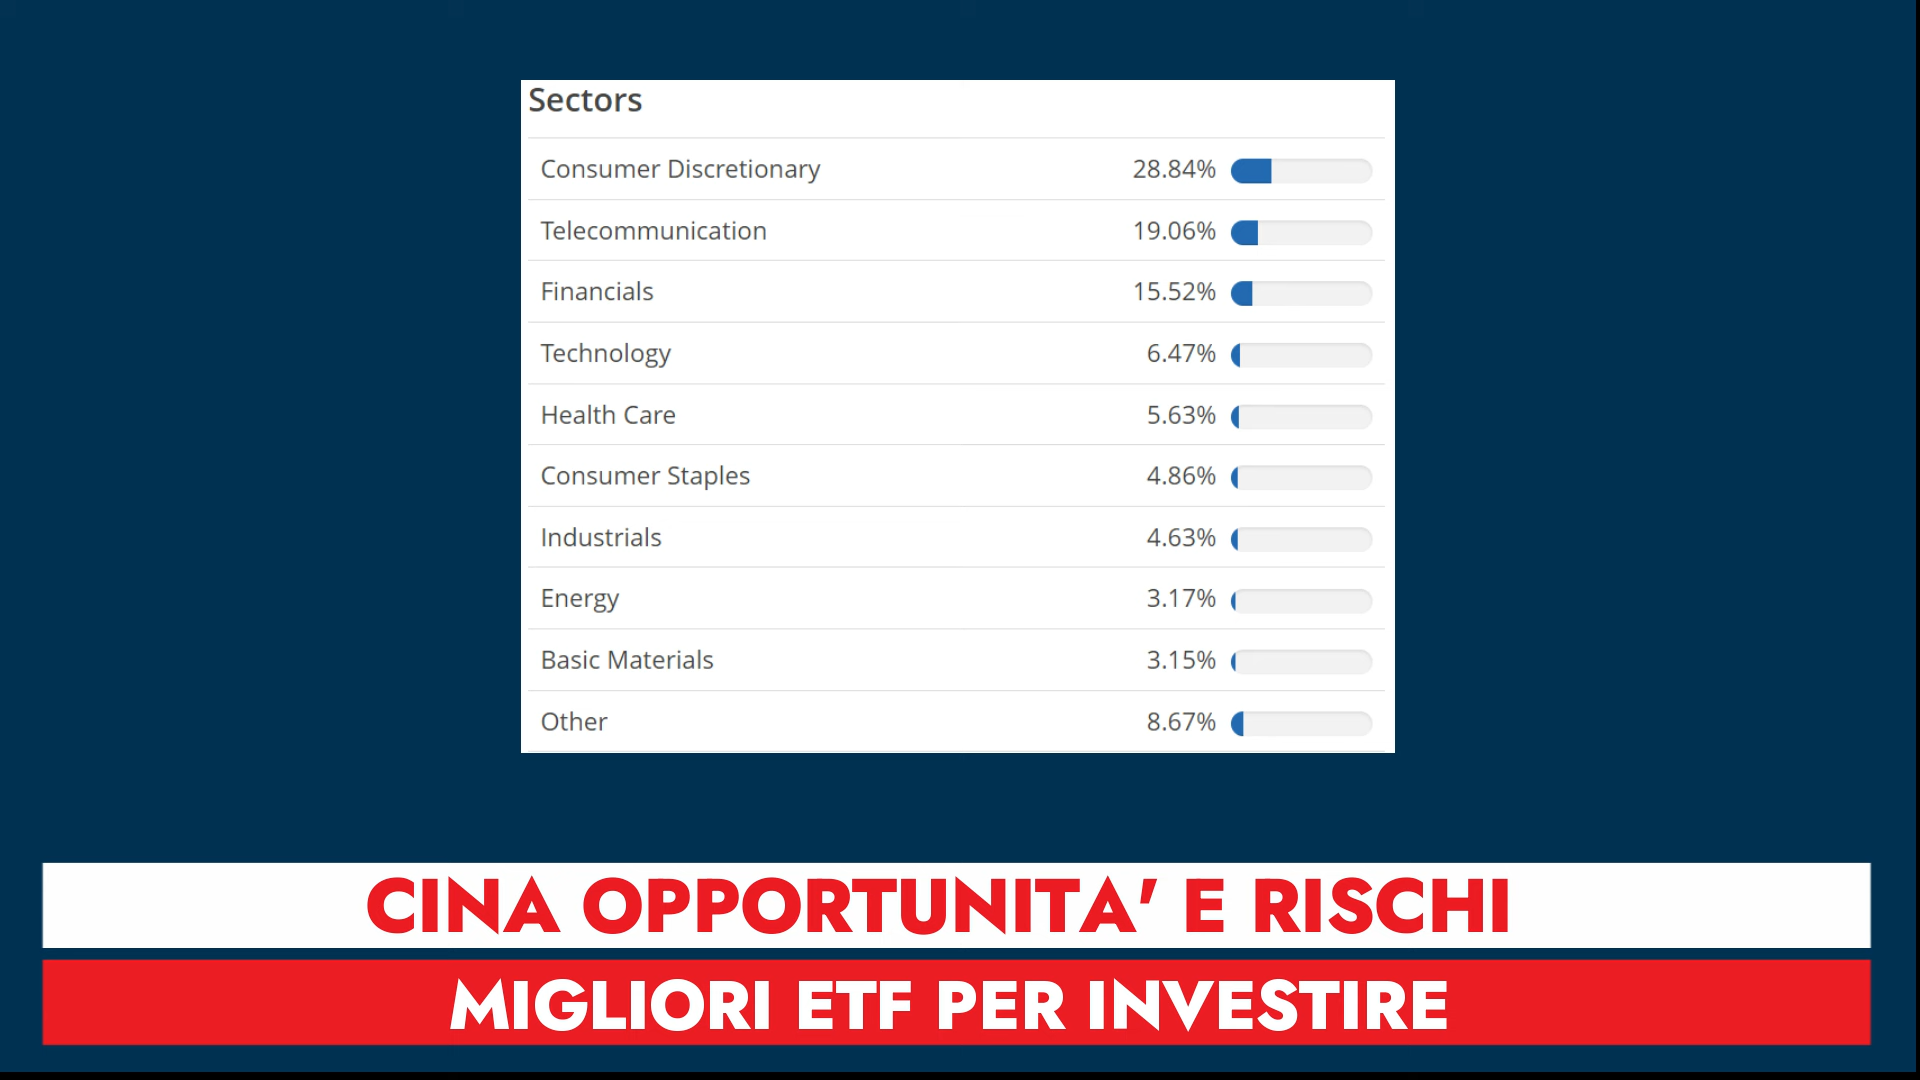 Sectors
Consumer Discretionary 28.84%
Telecommunication 19.06%
Financials 15.52%
Technology 6.47%
Health Care 5.63%
Consumer Staples 4.86%
Industrials 4.63%
Energy 3.17%
Basic Materials 3.15%
Other 8.67%
CINA OPPORTUNITA' E RISCHI
MIGLIORI ETF PER INVESTIRE